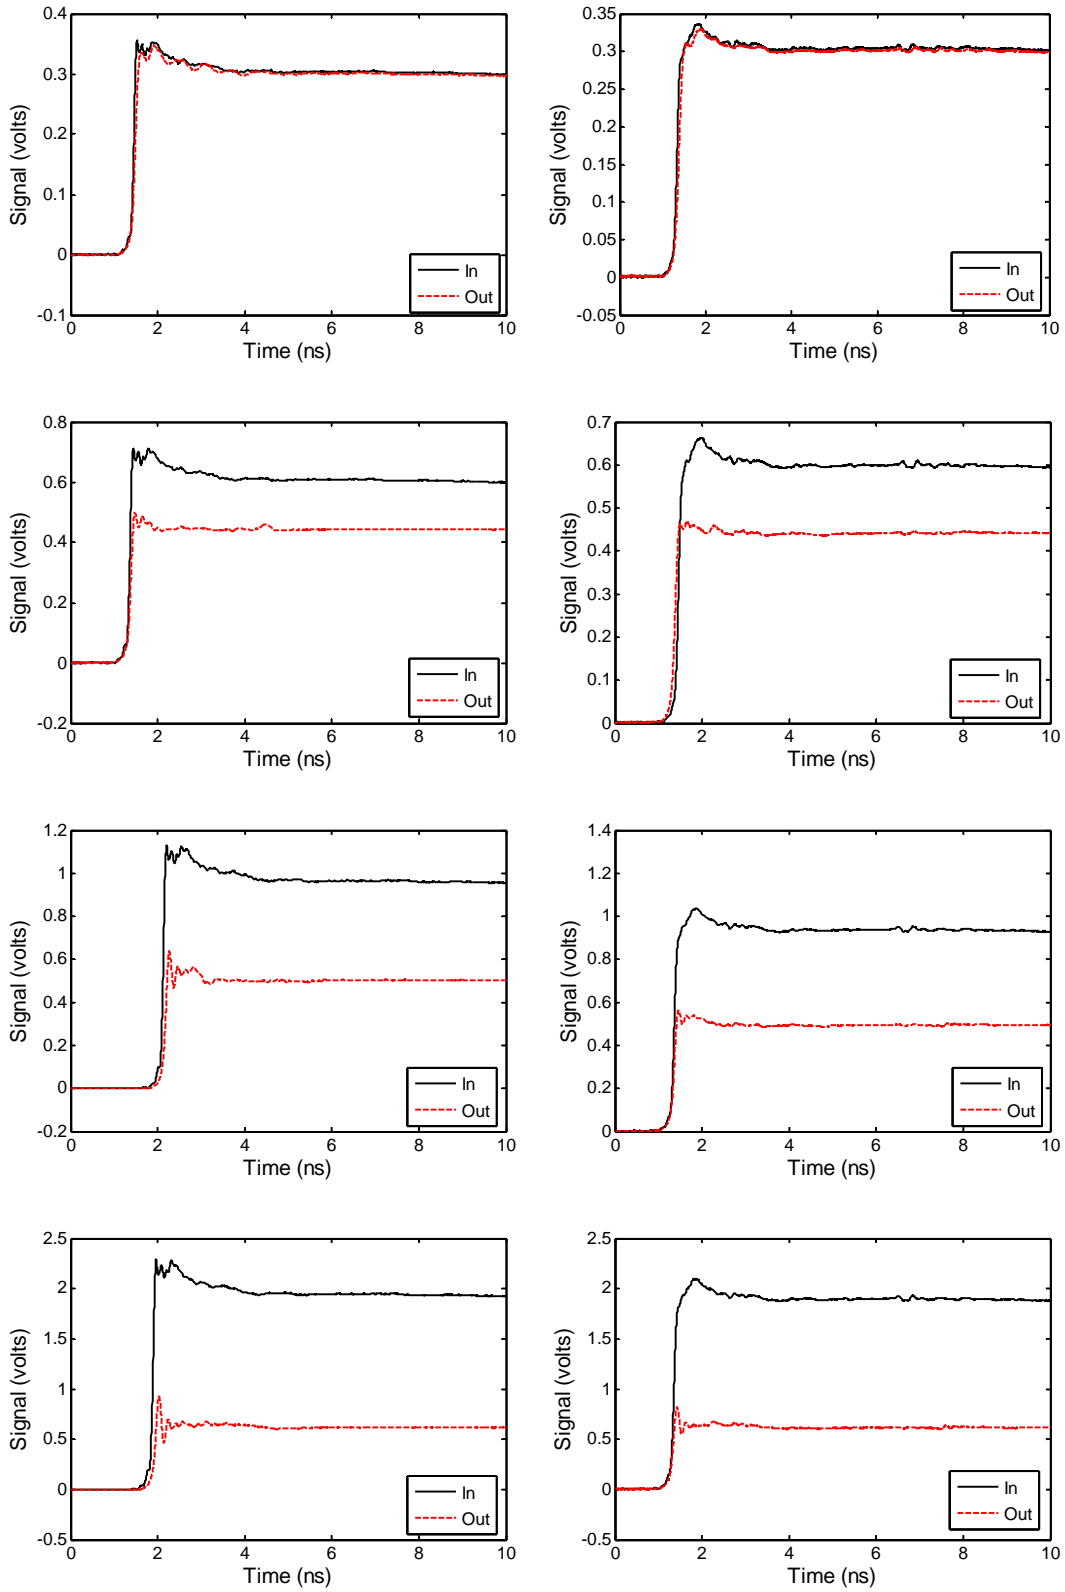 0.4
0.3
0.2
0.1
0
-0.1
0 2 4 6 8 10
Signal (volts)
Time (ns)
In
Out
0.35
0.3
0.25
0.2
0.15
0.1
0.05
0
-0.05
0 2 4 6 8 10
Signal (volts)
Time (ns)
In
Out
0.8
0.6
0.4
0.2
0
-0.2
0 2 4 6 8 10
Signal (volts)
Time (ns)
In
Out
0.7
0.6
0.5
0.4
0.3
0.2
0.1
0
0 2 4 6 8 10
Signal (volts)
Time (ns)
In
Out
1.2
1
0.8
0.6
0.4
0.2
0
-0.2
0 2 4 6 8 10
Signal (volts)
Time (ns)
In
Out
1.4
1.2
1
0.8
0.6
0.4
0.2
0
0 2 4 6 8 10
Signal (volts)
Time (ns)
In
Out
2.5
2
1.5
1
0.5
0
-0.5
0 2 4 6 8 10
Signal (volts)
Time (ns)
In
Out
2.5
2
1.5
1
0.5
0
-0.5
0 2 4 6 8 10
Signal (volts)
Time (ns)
In
Out